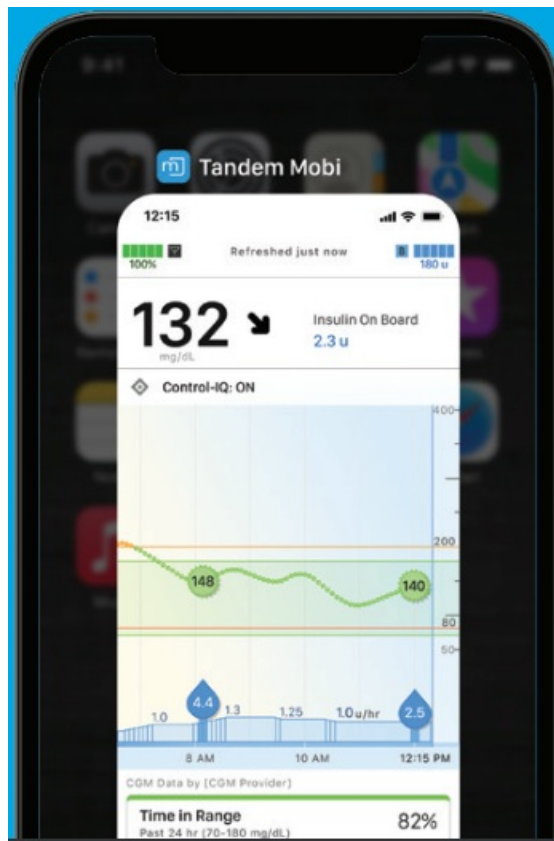 9:41
Tandem Mobi
12:15
100%
Refreshed just now
B
180 u
132
mg/dL
Insulin On Board
2.3 u
Control-IQ: ON
400
200
148
140
80
50
4.4
2.5
1.0
1.3
1.25
1.0 u/hr
8 AM
10 AM
12:15 PM
CGM Data by [CGM Provider]
Time in Range
82%
Past 24 hr (70-180 mg/dL)